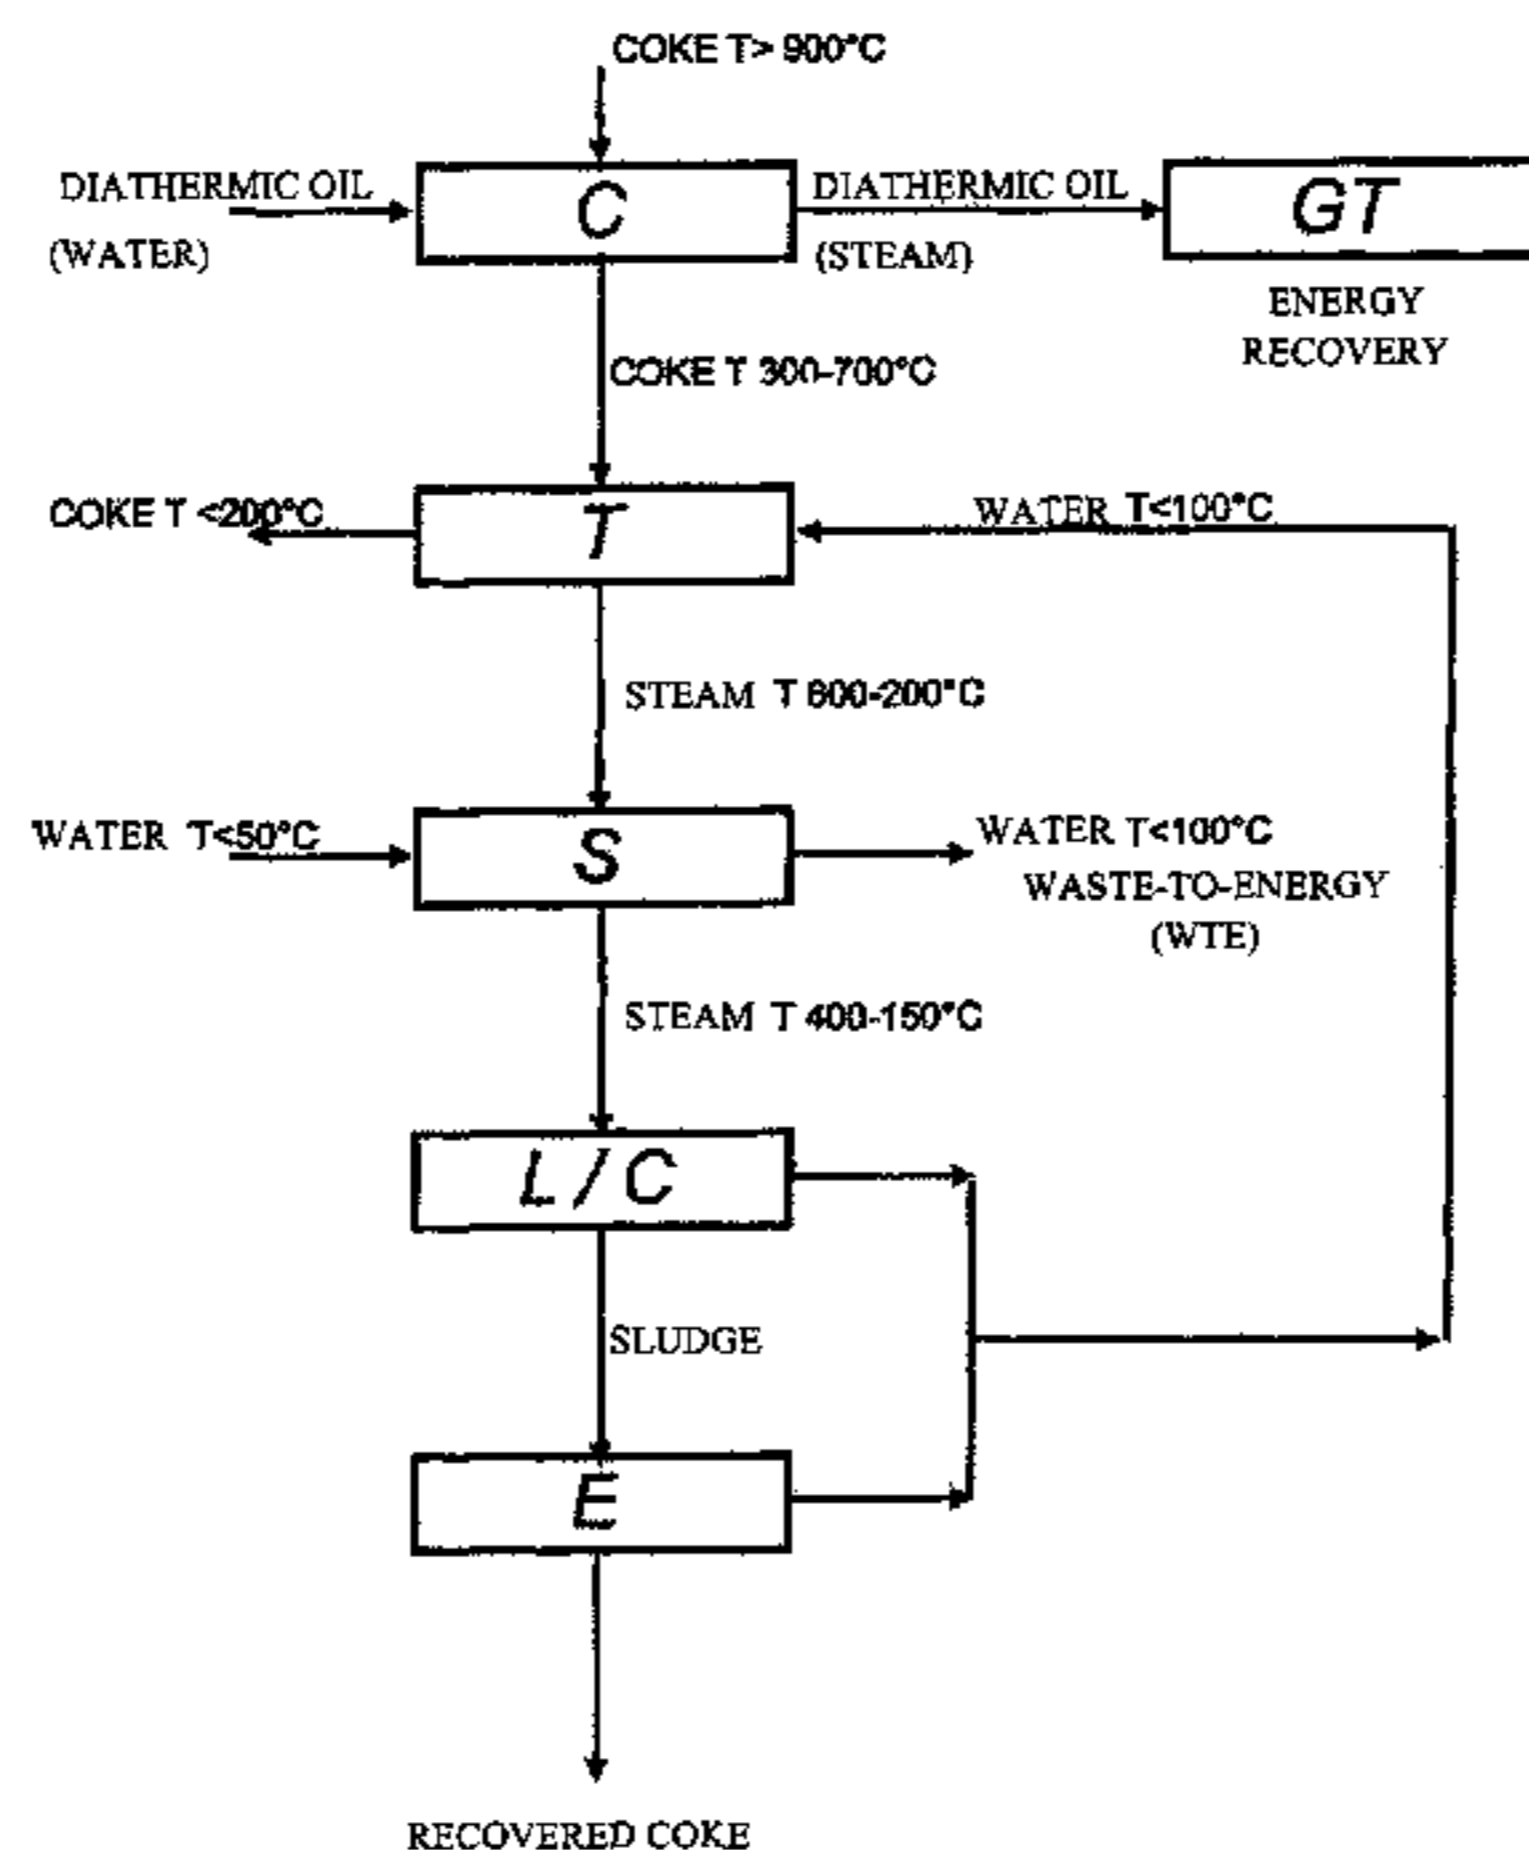 COKE T> 900°C
DIATHERMIC OIL
(WATER)
C
DIATHERMIC OIL
(STEAM)
GT
ENERGY
RECOVERY
COKE T 300-700°C
COKE T <200°C
T
WATER T<100°C
STEAM T 600-200°C
WATER T<50°C
S
WATER T<100°C
WASTE-TO-ENERGY
(WTE)
STEAM T 400-150°C
L/C
SLUDGE
E
RECOVERED COKE